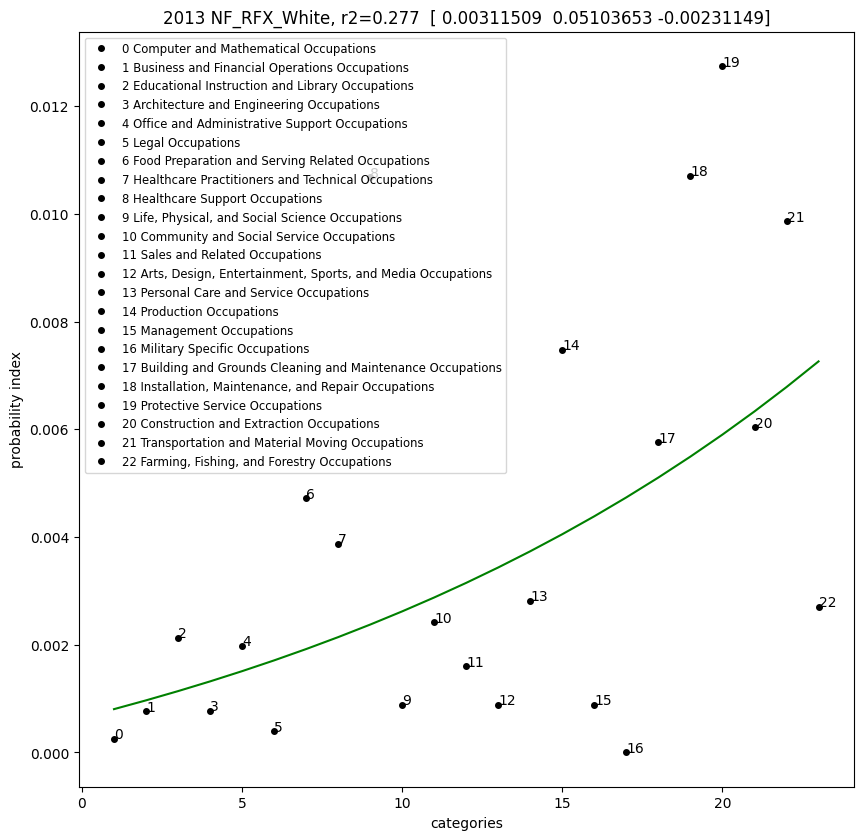 2013 NF_RFX_White, r2=0.277  [ 0.00311509  0.05103653 -0.00231149]
0 Computer and Mathematical Occupations
1 Business and Financial Operations Occupations
2 Educational Instruction and Library Occupations
3 Architecture and Engineering Occupations
4 Office and Administrative Support Occupations
5 Legal Occupations
6 Food Preparation and Serving Related Occupations
7 Healthcare Practitioners and Technical Occupations
8 Healthcare Support Occupations
9 Life, Physical, and Social Science Occupations
10 Community and Social Service Occupations
11 Sales and Related Occupations
12 Arts, Design, Entertainment, Sports, and Media Occupations
13 Personal Care and Service Occupations
14 Production Occupations
15 Management Occupations
16 Military Specific Occupations
17 Building and Grounds Cleaning and Maintenance Occupations
18 Installation, Maintenance, and Repair Occupations
19 Protective Service Occupations
20 Construction and Extraction Occupations
21 Transportation and Material Moving Occupations
22 Farming, Fishing, and Forestry Occupations
19
8
18
21
14
20
17
6
7
13
22
10
2
4
11
9
12
15
1
3
5
0
16
0.012
0.010
0.008
0.006
0.004
0.002
0.000
probability index
0
5
10
15
20
categories